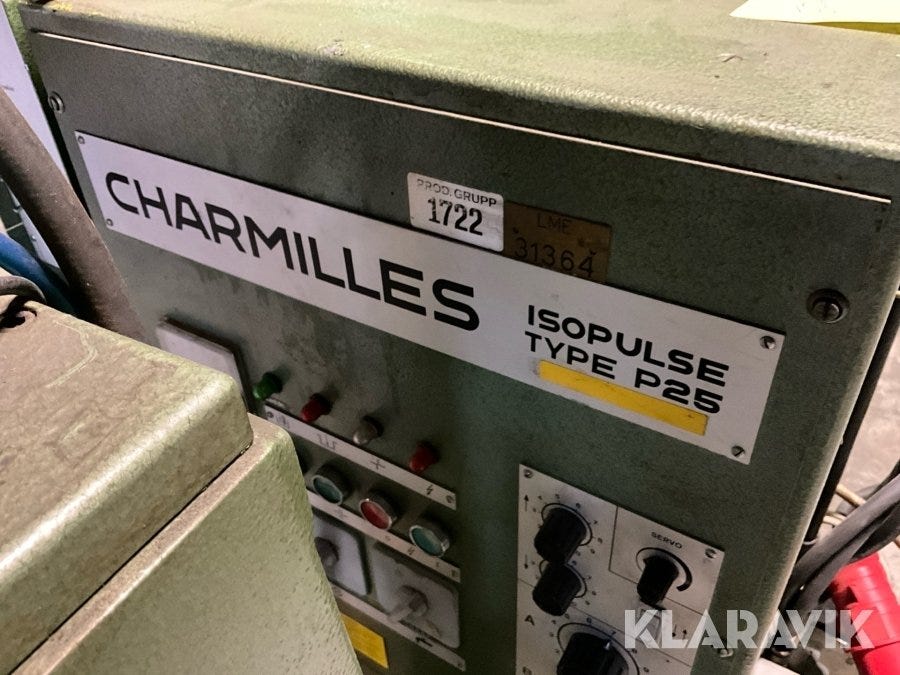 PROD. GRUPP
1722
LME
31364
CHARMILLES
ISOPULSE
TYPE P25
SERVO
A
B
KLARAVIK